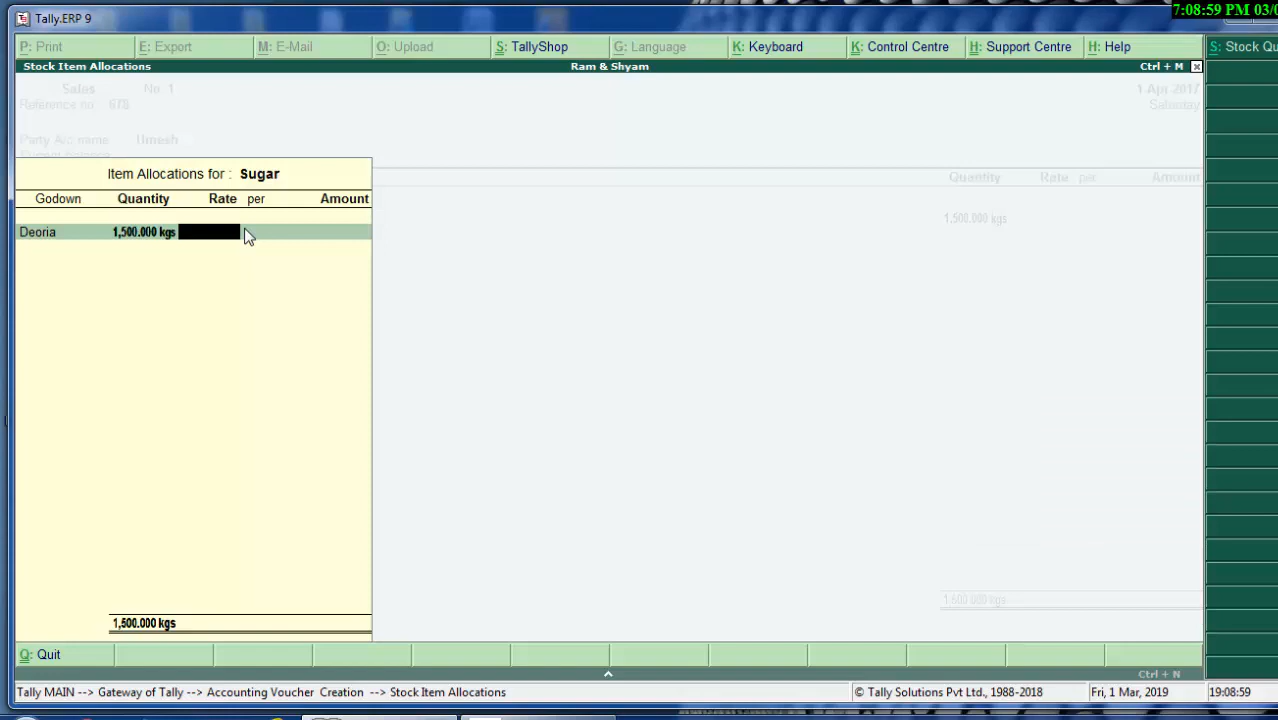 7:08:59 PM 03/0
Tally.ERP 9
P: Print E: Export M: E-Mail O: Upload S: TallyShop G: Language K: Keyboard K: Control Centre H: Support Centre H: Help S: Stock Qu
Stock Item Allocations Ram & Shyam Ctrl + M
Sales No. 1 1 Apr 2017
Reference no. 678 Saturday
Party A/c name Umesh
Current Balance
Item Allocations for : Sugar
Quantity Rate per Amount
Godown Quantity Rate per Amount
1,500.000 kgs
Deoria 1,500.000 kgs
1,500.000 kgs
1,500.000 kgs
Q: Quit
Ctrl + N
Tally MAIN --> Gateway of Tally --> Accounting Voucher Creation --> Stock Item Allocations © Tally Solutions Pvt Ltd., 1988-2018 Fri, 1 Mar, 2019 19:08:59